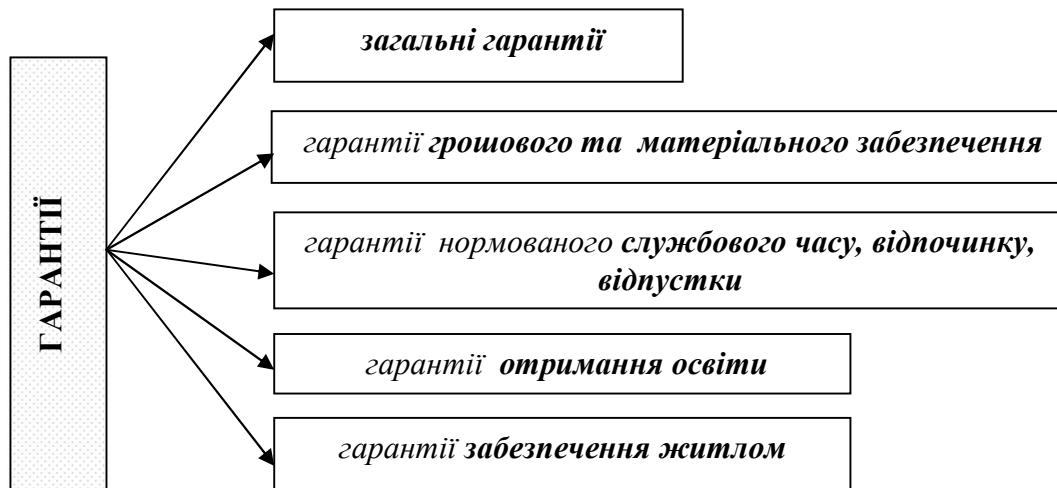 ГАРАНТІЇ
загальні гарантії
гарантії грошового та матеріального забезпечення
гарантії нормованого службового часу, відпочинку,
відпустки
гарантії отримання освіти
гарантії забезпечення житлом